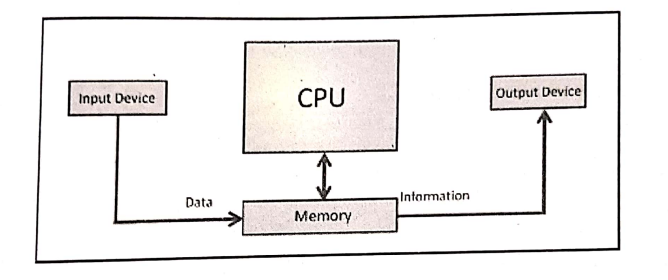 CPU
Input Device
Output Device
Data
Information
Memory